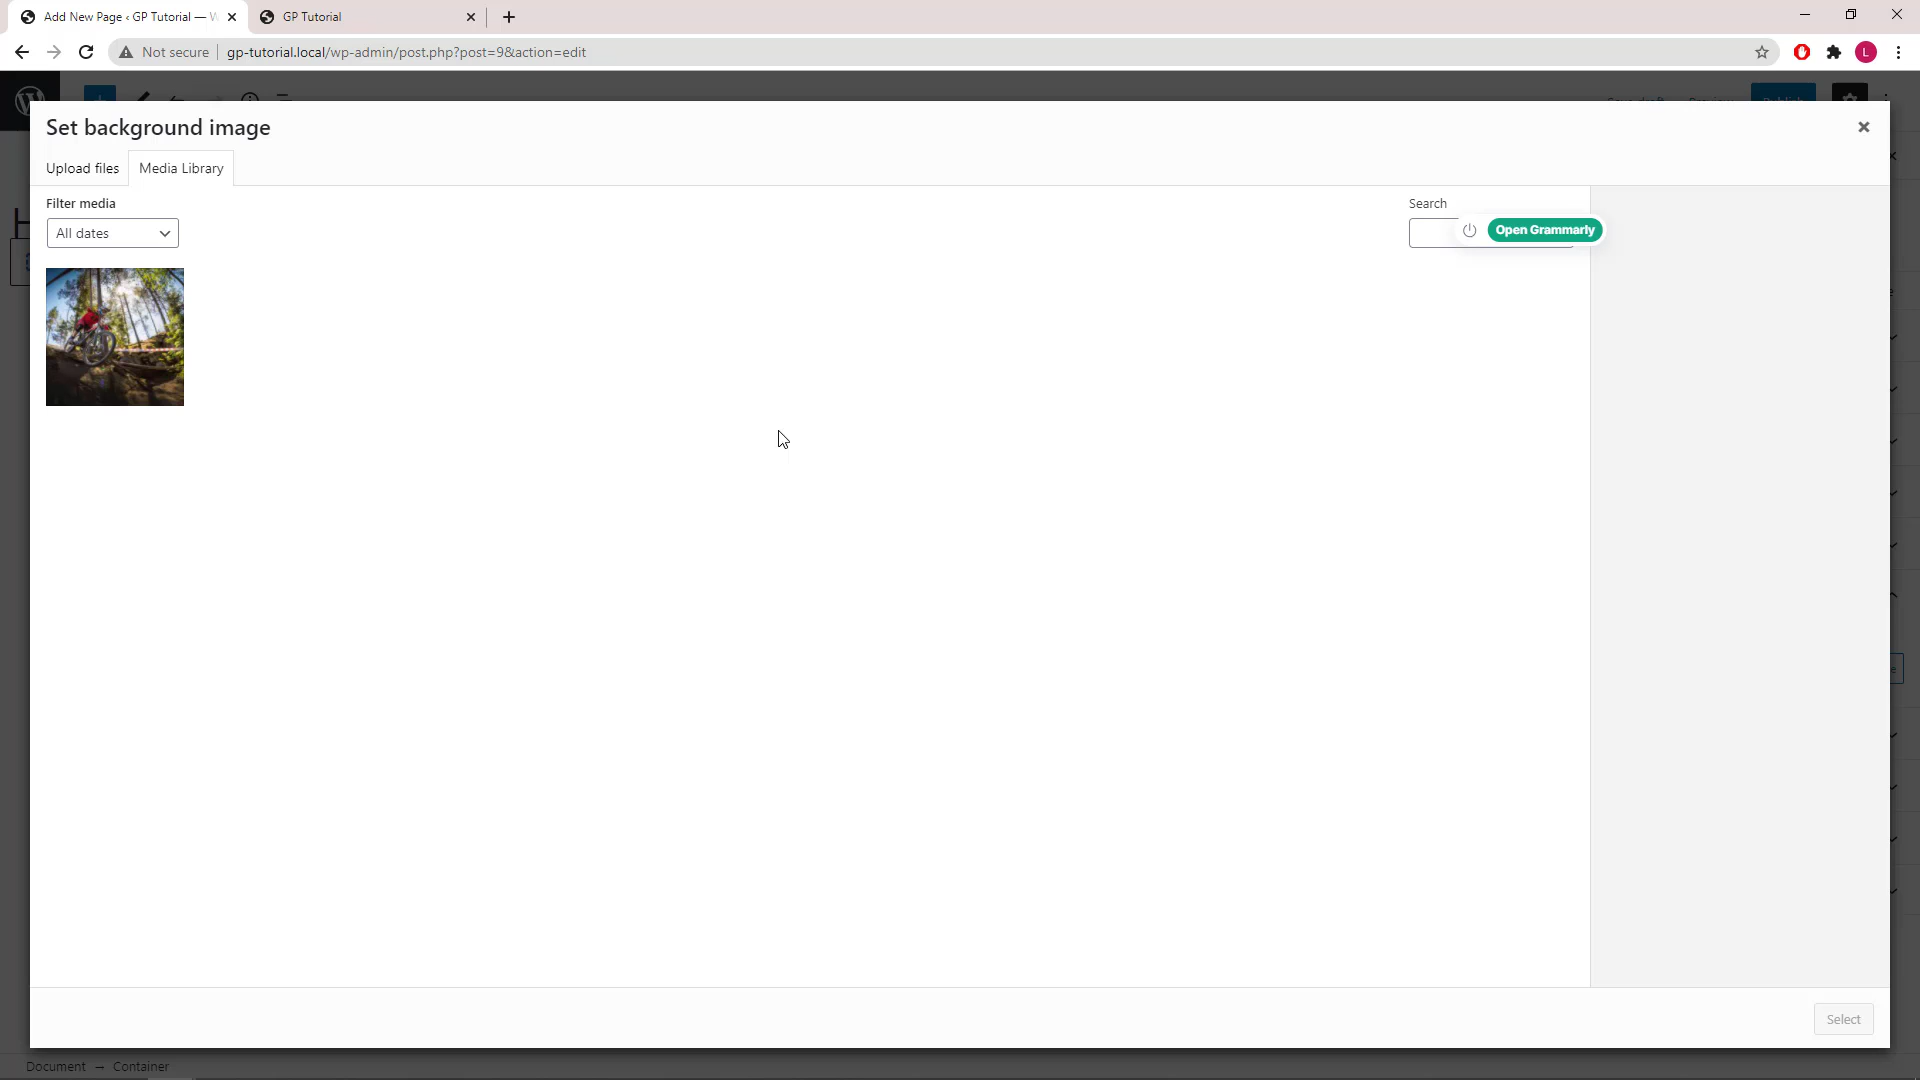 Add New Page ‹ GP Tutorial —
GP Tutorial
Not secure
gp-tutorial.local/wp-admin/post.php?post=9&action=edit
Set background image
Upload files
Media Library
Filter media
All dates
Search
Open Grammarly
Select
Document → Container
L